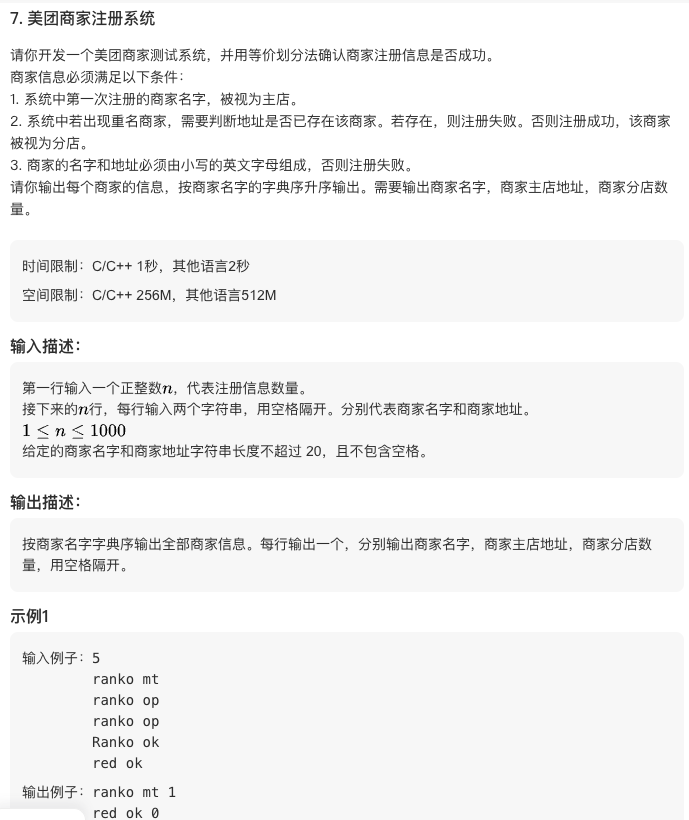 7. 美团商家注册系统
请你开发一个美团商家测试系统，并用等价划分法确认商家注册信息是否成功。
商家信息必须满足以下条件：
1. 系统中第一次注册的商家名字，被视为主店。
2. 系统中若出现重名商家，需要判断地址是否已存在该商家。若存在，则注册失败。否则注册成功，该商家
被视为分店。
3. 商家的名字和地址必须由小写的英文字母组成，否则注册失败。
请你输出每个商家的信息，按商家名字的字典序升序输出。需要输出商家名字，商家主店地址，商家分店数
量。
时间限制：C/C++ 1秒，其他语言2秒
空间限制：C/C++ 256M，其他语言512M
输入描述：
第一行输入一个正整数n，代表注册信息数量。
接下来的n行，每行输入两个字符串，用空格隔开。分别代表商家名字和商家地址。
1 ≤ n ≤ 1000
给定的商家名字和商家地址字符串长度不超过 20，且不包含空格。
输出描述：
按商家名字字典序输出全部商家信息。每行输出一个，分别输出商家名字，商家主店地址，商家分店数
量，用空格隔开。
示例1
输入例子：5
ranko mt
ranko op
ranko op
Ranko ok
red ok
输出例子：ranko mt 1
red ok 0